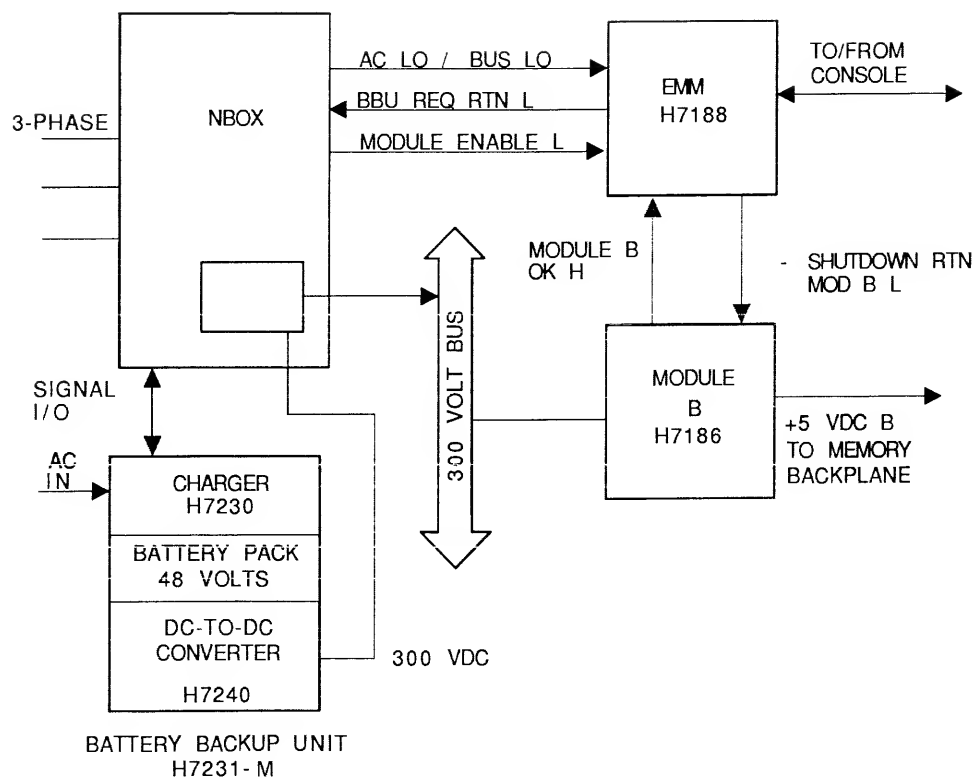 3-PHASE
NBOX
AC LO / BUS LO
BBU REQ RTN L
MODULE ENABLE L
EMM
H7188
TO/FROM
CONSOLE
MODULE B
OK H
- SHUTDOWN RTN
MOD B L
300 VOLT BUS
MODULE
B
H7186
+5 VDC B
TO MEMORY
BACKPLANE
SIGNAL
I/O
AC
IN
CHARGER
H7230
BATTERY PACK
48 VOLTS
DC-TO-DC
CONVERTER
H7240
300 VDC
BATTERY BACKUP UNIT
H7231-M